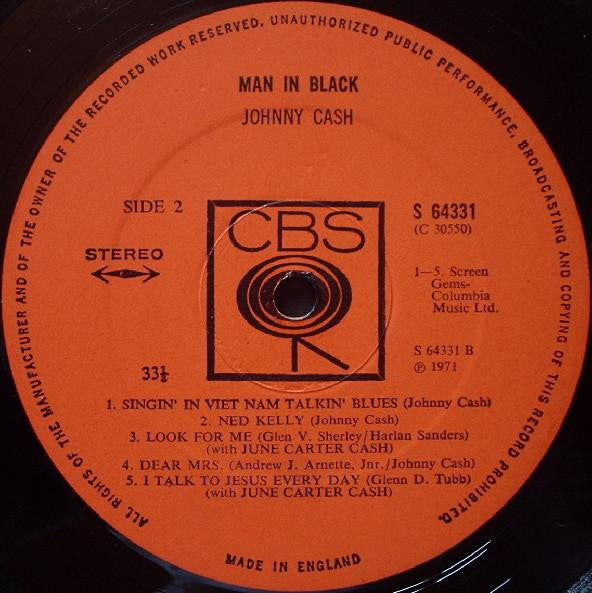 ALL RIGHTS OF THE MANUFACTURER AND OF THE OWNER OF THE RECORDED WORK RESERVED, UNAUTHORIZED PUBLIC PERFORMANCE, BROADCASTING AND COPYING OF THIS RECORD PROHIBITED.
MAN IN BLACK
JOHNNY CASH
SIDE 2
STEREO
33⅓
CBS
S 64331
(C 30550)
1—5. Screen
Gems-
Columbia
Music Ltd.
S 64331 B
℗ 1971
1. SINGIN' IN VIET NAM TALKIN' BLUES (Johnny Cash)
2. NED KELLY (Johnny Cash)
3. LOOK FOR ME (Glen V. Sherley/Harlan Sanders)
(with JUNE CARTER CASH)
4. DEAR MRS. (Andrew J. Arnette, Jnr./Johnny Cash)
5. I TALK TO JESUS EVERY DAY (Glenn D. Tubb)
(with JUNE CARTER CASH)
MADE IN ENGLAND